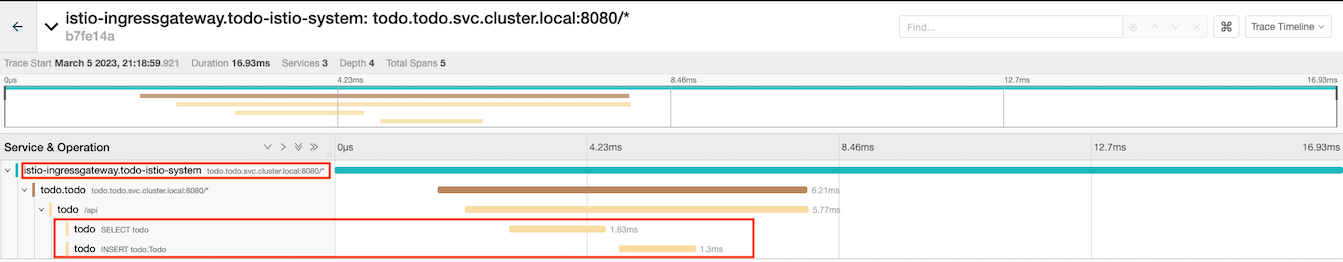 istio-ingressgateway.todo-istio-system: todo.todo.svc.cluster.local:8080/*
b7fe14a
Find...
Trace Timeline
Trace Start March 5 2023, 21:18:59.921 Duration 16.93ms Services 3 Depth 4 Total Spans 5
0μs 4.23ms 8.46ms 12.7ms 16.93ms
Service & Operation 0μs 4.23ms 8.46ms 12.7ms 16.93ms
istio-ingressgateway.todo-istio-system todo.todo.svc.cluster.local:8080/*
todo.todo todo.todo.svc.cluster.local:8080/* 6.21ms
todo /api 5.77ms
todo SELECT todo 1.63ms
todo INSERT todo.Todo 1.3ms